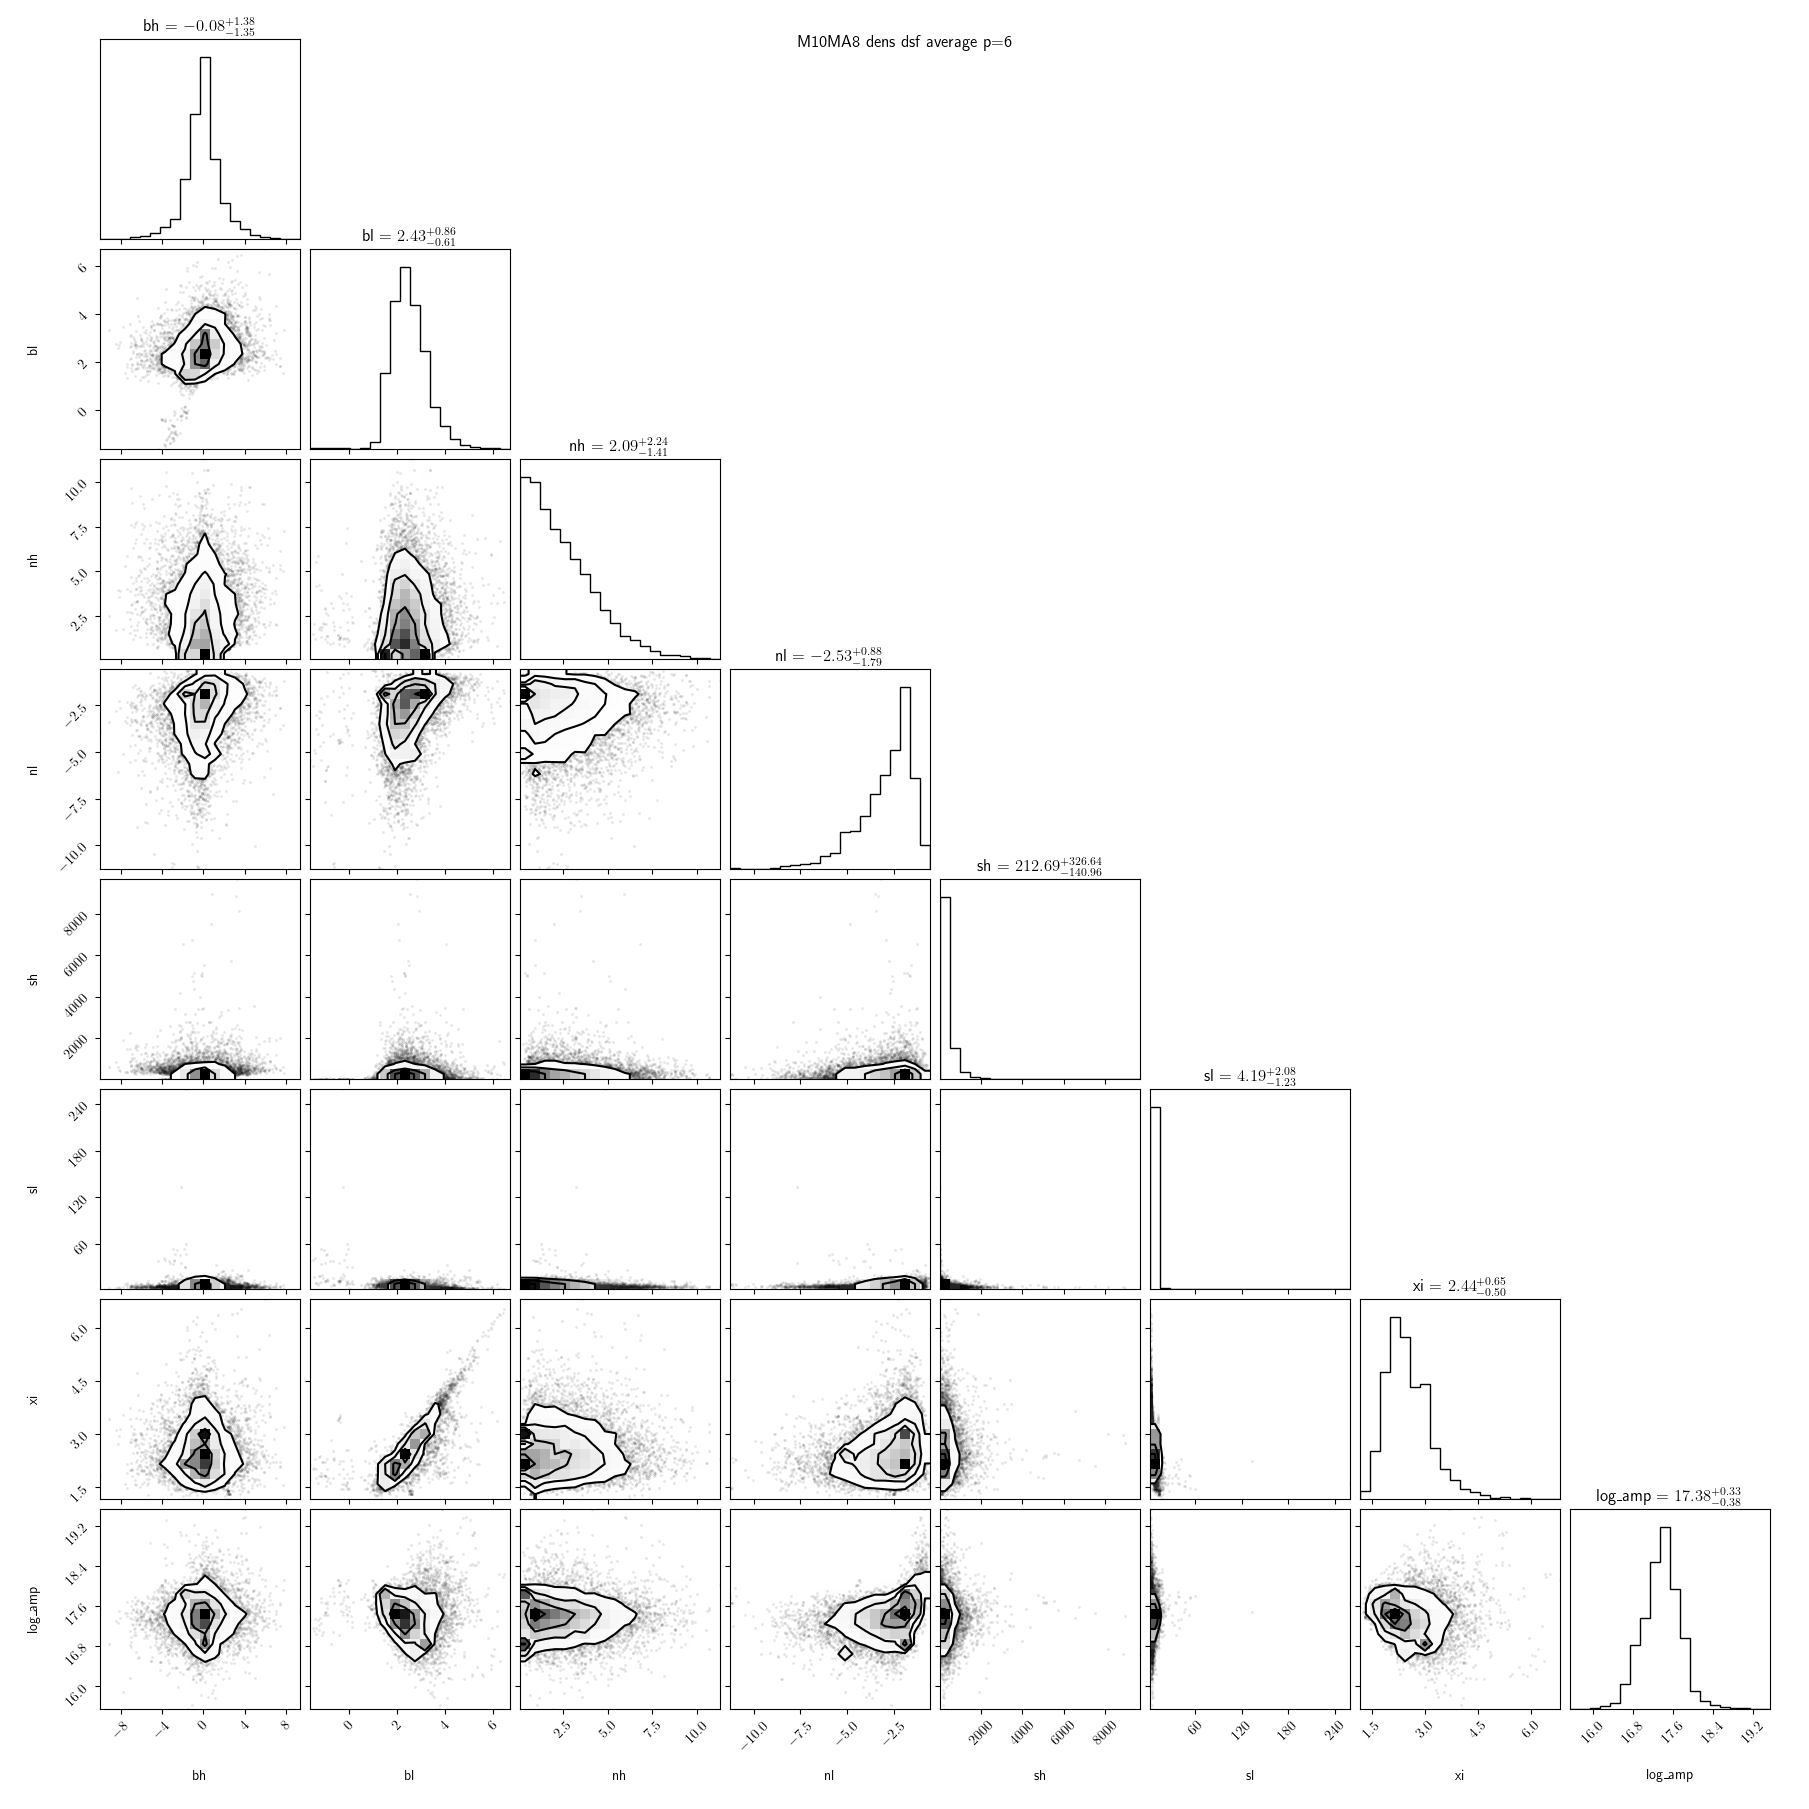 bh = −0.08 +1.38 −1.35
M10MA8 dens dsf average p=6
bl = 2.43 +0.86 −0.61
6
4
2
0
bl
nh = 2.09 +2.24 −1.41
10.0
7.5
5.0
2.5
nh
nl = −2.53 +0.88 −1.79
−2.5
−5.0
−7.5
−10.0
nl
sh = 212.69 +326.64 −140.96
8000
6000
4000
2000
sh
sl = 4.19 +2.08 −1.23
240
180
120
60
sl
xi = 2.44 +0.65 −0.50
6.0
4.5
3.0
1.5
xi
log_amp = 17.38 +0.33 −0.38
19.2
18.4
17.6
16.8
16.0
log_amp
−8 −4 0 4 8 0 2 4 6 2.5 5.0 7.5 10.0 −10.0 −7.5 −5.0 −2.5 2000 4000 6000 8000 60 120 180 240 1.5 3.0 4.5 6.0 16.0 16.8 17.6 18.4 19.2
bh bl nh nl sh sl xi log_amp